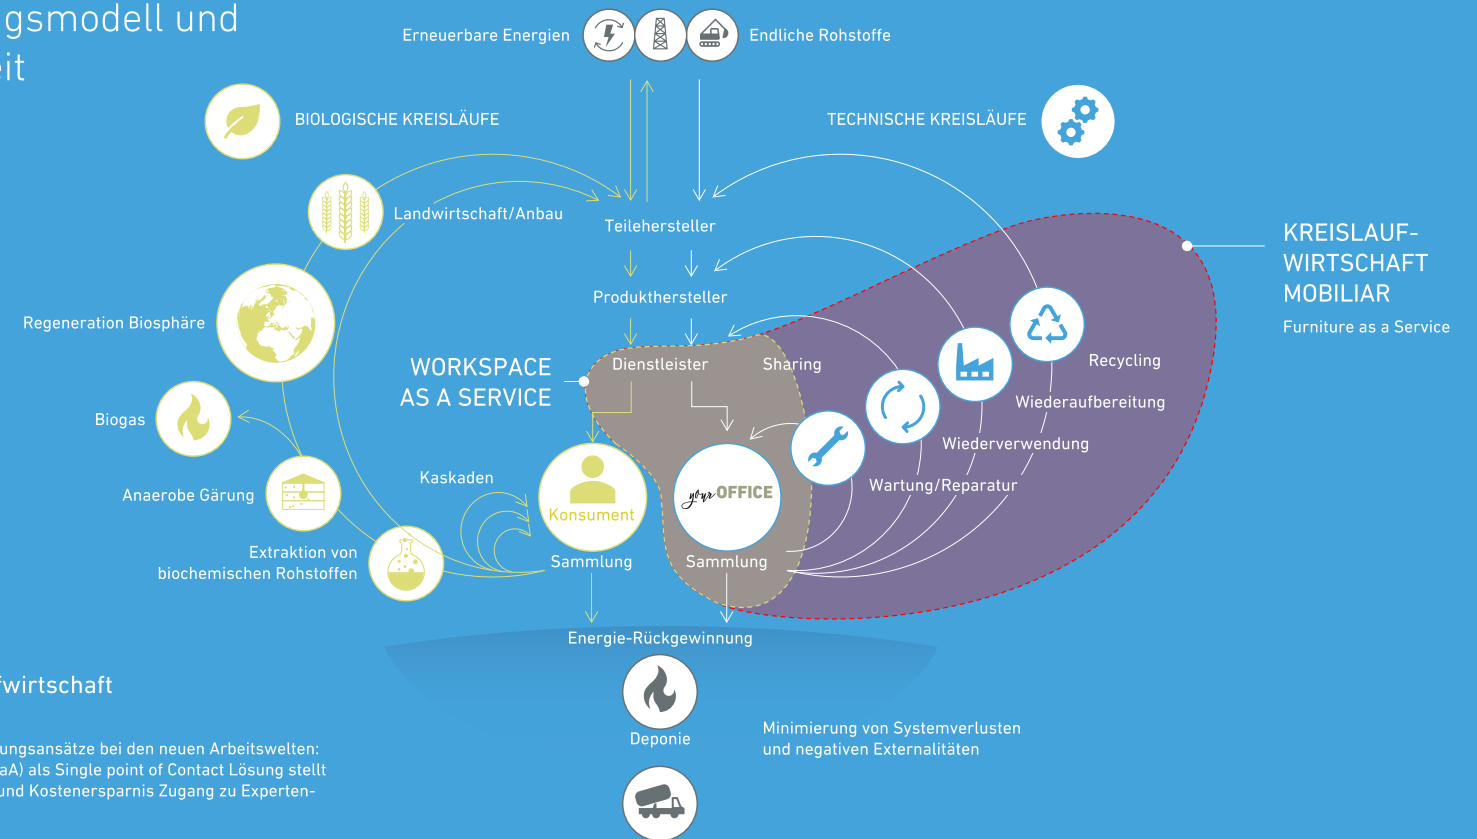 gsmodell und
eit
Erneuerbare Energien
Endliche Rohstoffe
BIOLOGISCHE KREISLÄUFE
TECHNISCHE KREISLÄUFE
Landwirtschaft/Anbau
Teilehersteller
KREISLAUF-
WIRTSCHAFT
MOBILIAR
Furniture as a Service
Regeneration Biosphäre
Produkthersteller
WORKSPACE
AS A SERVICE
Dienstleister
Sharing
Recycling
Wiederaufbereitung
Biogas
Wiederverwendung
Kaskaden
Wartung/Reparatur
Anaerobe Gärung
Konsument
your OFFICE
Extraktion von
biochemischen Rohstoffen
Sammlung
Sammlung
Energie-Rückgewinnung
fwirtschaft
Deponie
Minimierung von Systemverlusten
und negativen Externalitäten
ungsansätze bei den neuen Arbeitswelten:
aA) als Single point of Contact Lösung stellt
und Kostenersparnis Zugang zu Experten-